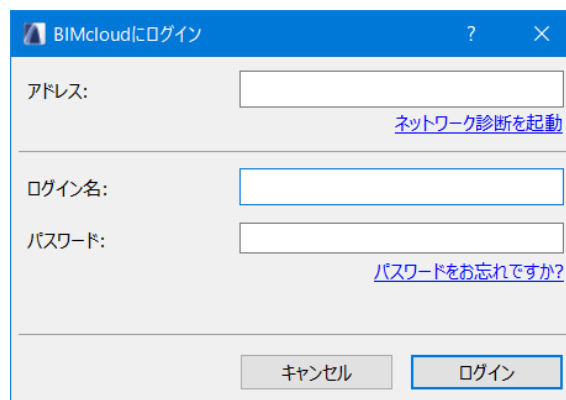 BIMcloudにログイン ?
アドレス:
ネットワーク診断を起動
ログイン名:
パスワード:
パスワードをお忘れですか?
キャンセル ログイン